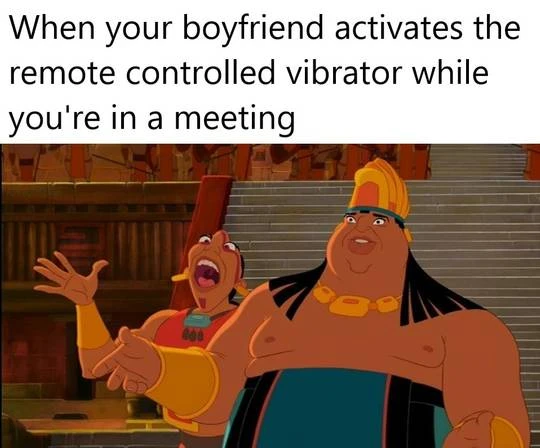 When your boyfriend activates the
remote controlled vibrator while
you're in a meeting